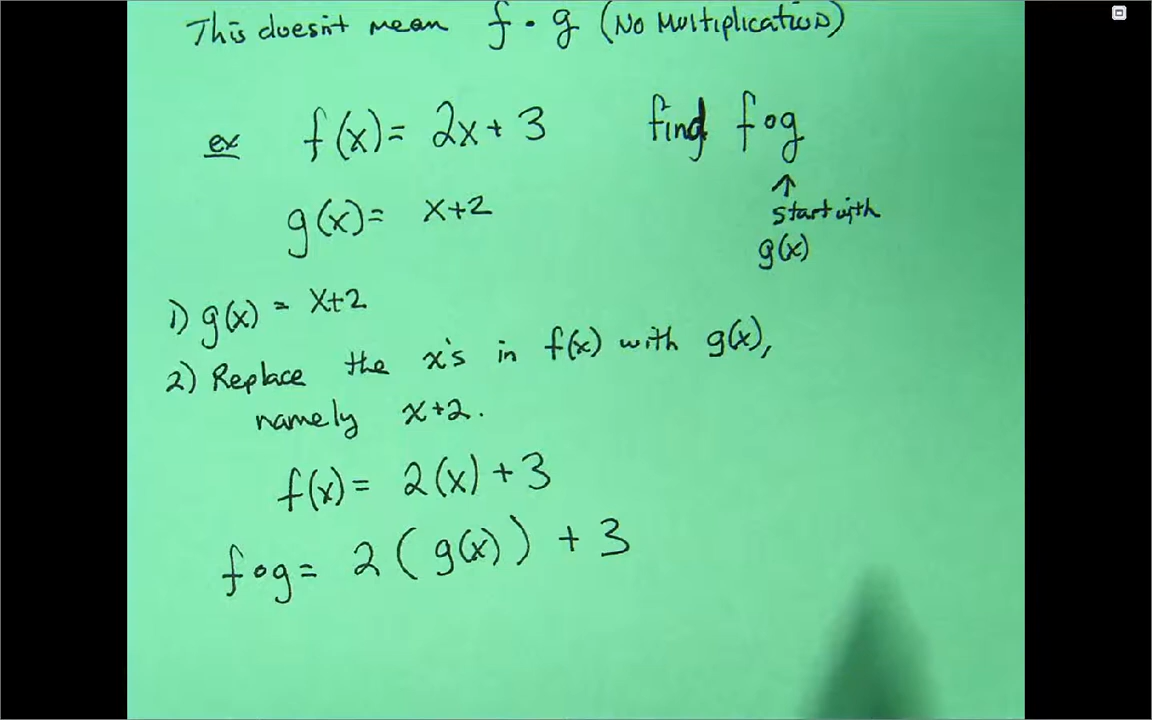 This doesn't mean f • g (No Multiplication)
ex f(x) = 2x + 3 find f∘g
↑
start with
g(x) = x+2
g(x)
1) g(x) = x+2
2) Replace the x's in f(x) with g(x),
namely x+2.
f(x) = 2(x) + 3
f∘g = 2 ( g(x) ) + 3